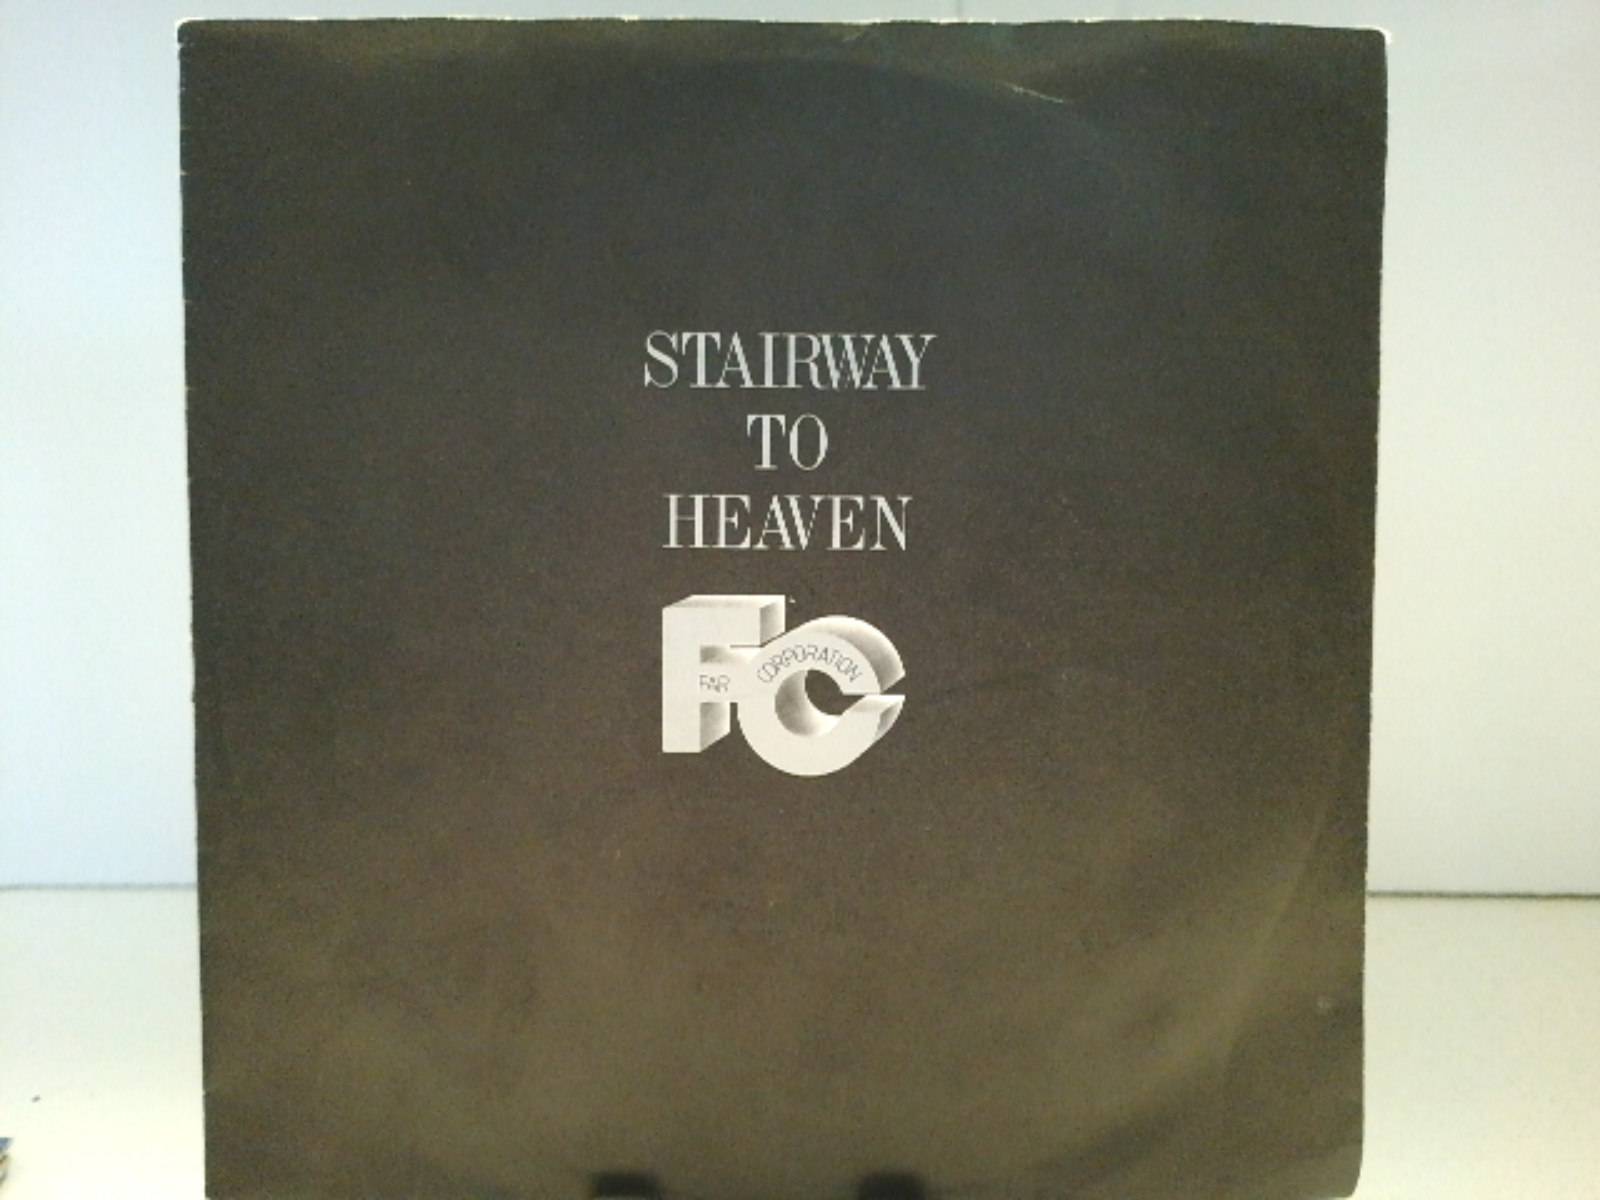 STAIRWAY
TO
HEAVEN
FC
FAR CORPORATION